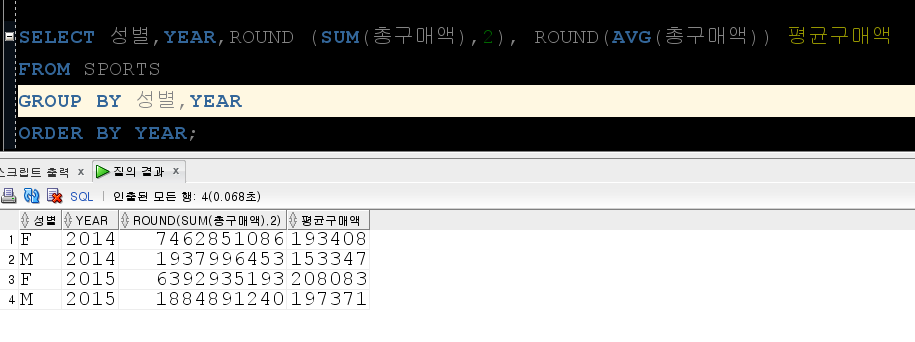 SELECT 성별,YEAR,ROUND (SUM(총구매액),2), ROUND(AVG(총구매액)) 평균구매액
FROM SPORTS
GROUP BY 성별,YEAR
ORDER BY YEAR;
스크립트 출력 x 질의 결과 x
SQL | 인출된 모든 행: 4(0.068초)
성별 YEAR ROUND(SUM(총구매액),2) 평균구매액
1 F 2014 7462851086 193408
2 M 2014 1937996453 153347
3 F 2015 6392935193 208083
4 M 2015 1884891240 197371